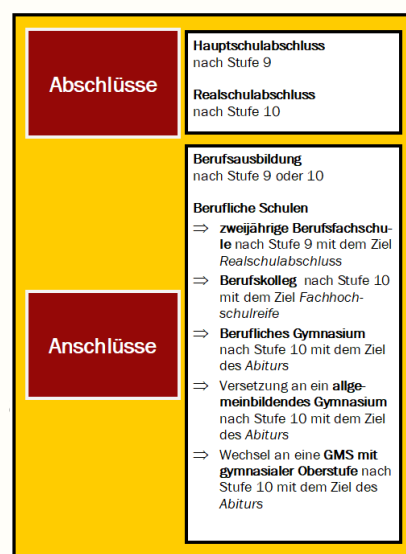 Abschlüsse
Hauptschulabschluss
nach Stufe 9
Realschulabschluss
nach Stufe 10
Anschlüsse
Berufsausbildung
nach Stufe 9 oder 10
Berufliche Schulen
⇒ zweijährige Berufsfachschu-
le nach Stufe 9 mit dem Ziel
Realschulabschluss
⇒ Berufskolleg nach Stufe 10
mit dem Ziel Fachhoch-
schulreife
⇒ Berufliches Gymnasium
nach Stufe 10 mit dem Ziel
des Abiturs
⇒ Versetzung an ein allge-
meinbildendes Gymnasium
nach Stufe 10 mit dem Ziel
des Abiturs
⇒ Wechsel an eine GMS mit
gymnasialer Oberstufe nach
Stufe 10 mit dem Ziel des
Abiturs